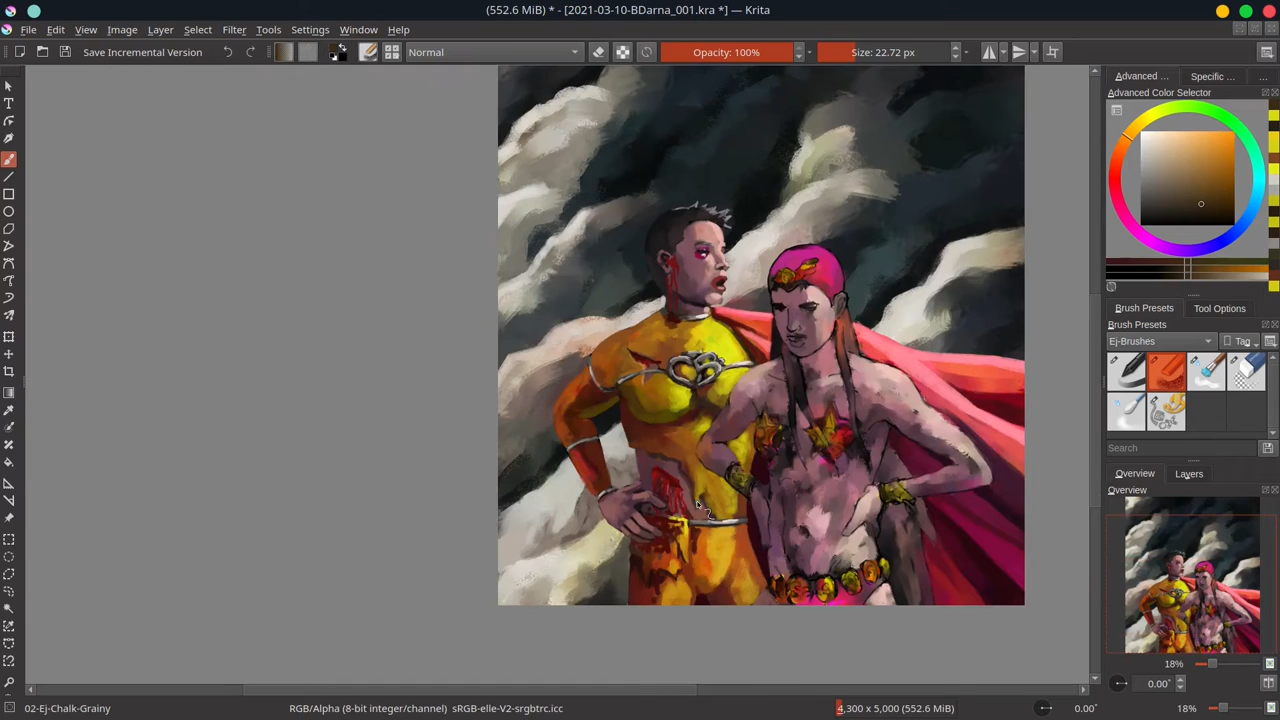 (552.6 MiB) * - [2021-03-10-BDarna_001.kra *] — Krita
File Edit View Image Layer Select Filter Tools Settings Window Help
Save Incremental Version Normal Opacity: 100% Size: 22.72 px
Advanced ... Specific ... ...
Advanced Color Selector
Brush Presets Tool Options
Brush Presets
Ej-Brushes Tag
Search
Overview Layers
Overview
18%
0.00°
02-Ej-Chalk-Grainy RGB/Alpha (8-bit integer/channel) sRGB-elle-V2-srgbtrc.icc 4,300 x 5,000 (552.6 MiB) 0.00° 18%